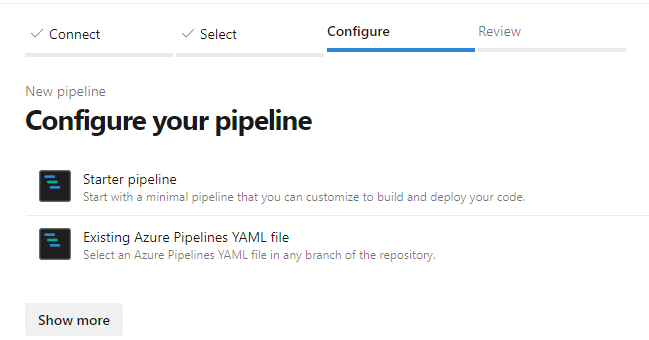 Connect
Select
Configure
Review
New pipeline
Configure your pipeline
Starter pipeline
Start with a minimal pipeline that you can customize to build and deploy your code.
Existing Azure Pipelines YAML file
Select an Azure Pipelines YAML file in any branch of the repository.
Show more